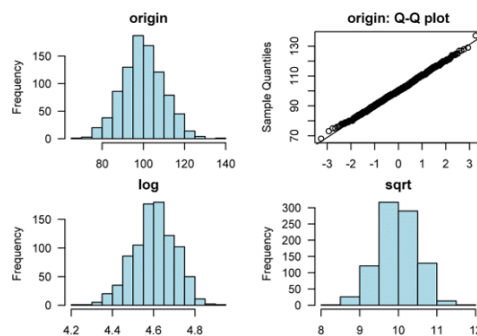 origin
Frequency
0 50 100 150
80 100 120 140
origin: Q-Q plot
Sample Quantiles
70 90 110 130
-3 -2 -1 0 1 2 3
log
Frequency
0 50 100 150
4.2 4.4 4.6 4.8
sqrt
Frequency
0 50 100 150 200 250 300
8 9 10 11 12